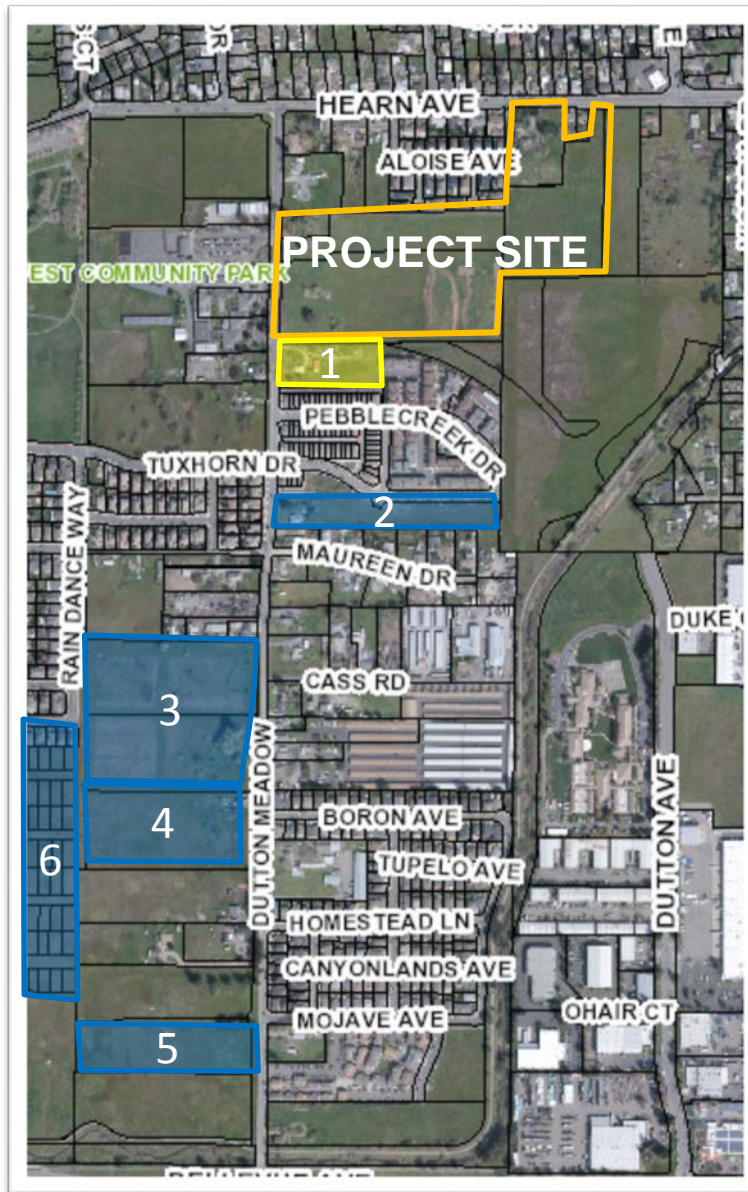 CT
DR
E
HEARN AVE
ALOISE AVE
PROJECT SITE
EST COMMUNITY PARK
1
PEBBLECREEK DR
TUXHORN DR
2
RAIN DANCE WAY
MAUREEN DR
DUKE
CASS RD
3
DUTTON MEADOW
DUTTON AVE
4
BORON AVE
6
TUPELO AVE
HOMESTEAD LN
CANYONLANDS AVE
MOJAVE AVE
OHAIR CT
5